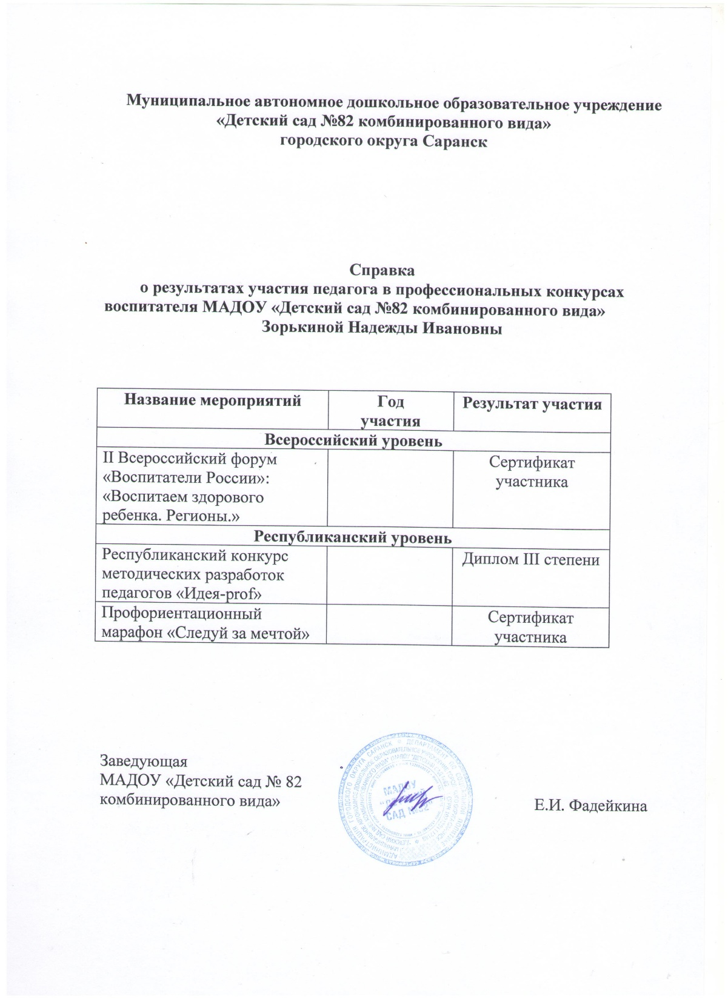 Муниципальное автономное дошкольное образовательное учреждение
«Детский сад №82 комбинированного вида»
городского округа Саранск
Справка
о результатах участия педагога в профессиональных конкурсах
воспитателя МАДОУ «Детский сад №82 комбинированного вида»
Зорькиной Надежды Ивановны
Название мероприятий
Год
участия
Результат участия
Всероссийский уровень
II Всероссийский форум
«Воспитатели России»:
«Воспитаем здорового
ребенка. Регионы.»
Сертификат
участника
Республиканский уровень
Республиканский конкурс
методических разработок
педагогов «Идея-prof»
Диплом III степени
Профориентационный
марафон «Следуй за мечтой»
Сертификат
участника
Заведующая
МАДОУ «Детский сад № 82
комбинированного вида»
МАДОУ
САД №82"
Е.И. Фадейкина